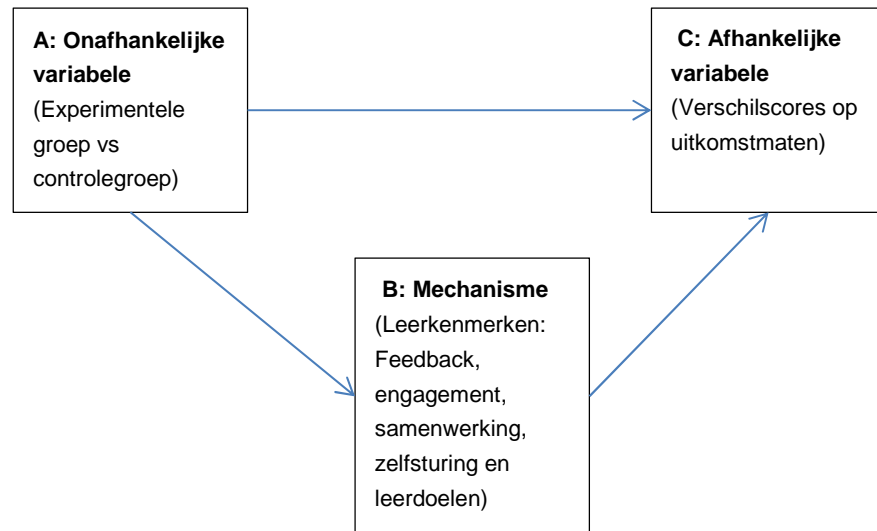 A: Onafhankelijke
variabele
(Experimentele
groep vs
controlegroep)
C: Afhankelijke
variabele
(Verschilscores op
uitkomstmaten)
B: Mechanisme
(Leerkenmerken:
Feedback,
engagement,
samenwerking,
zelfsturing en
leerdoelen)